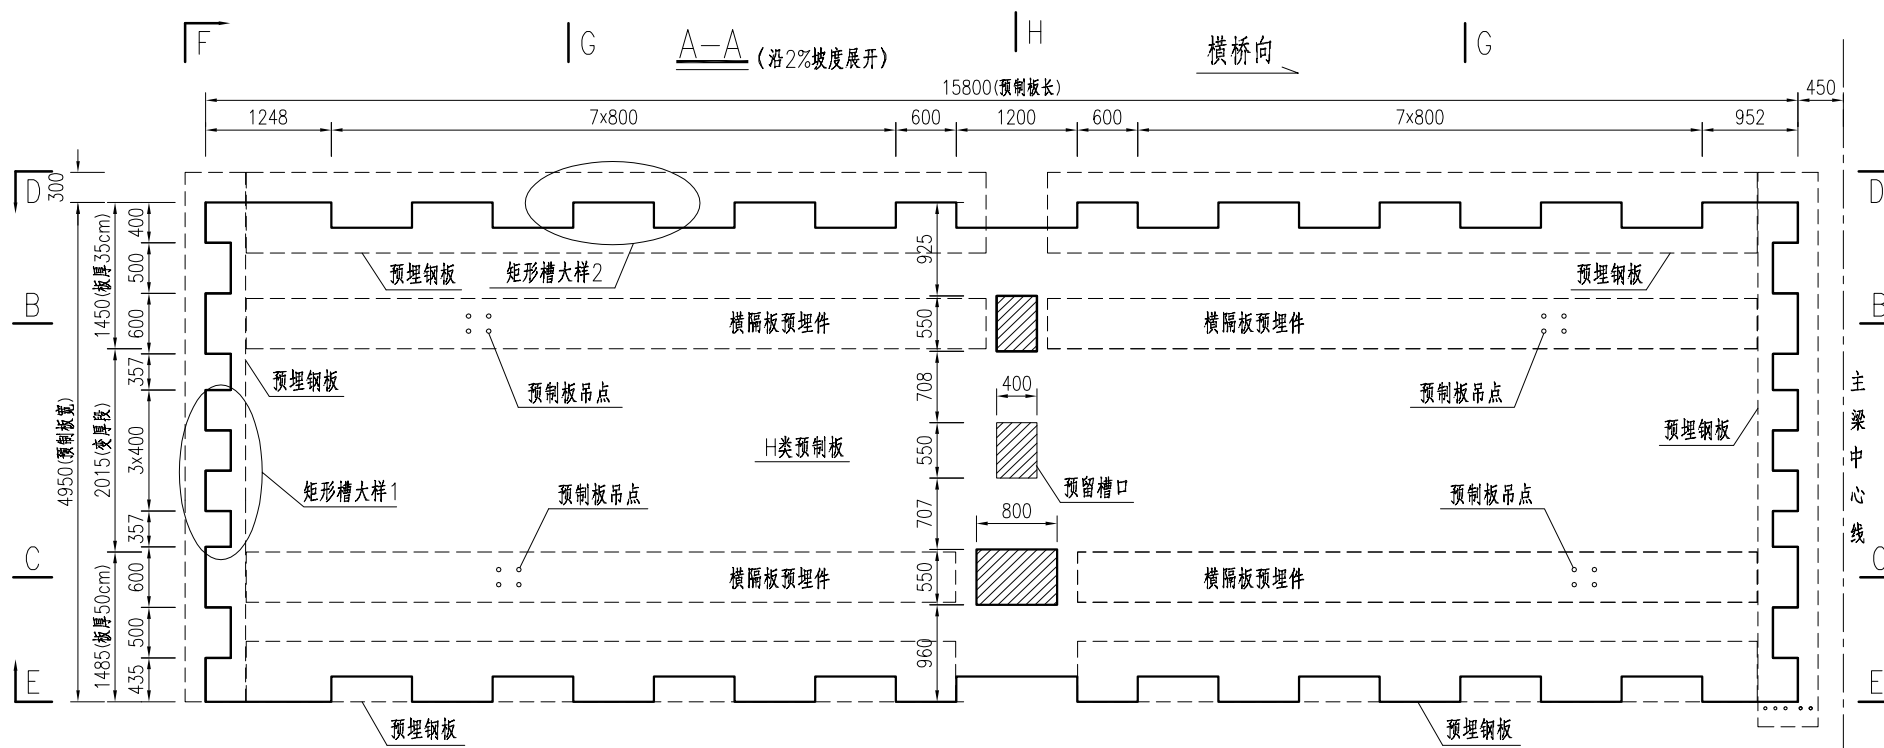 F
G
A-A (沿2%坡度展开)
H
横桥向
G
15800(预制板长)
450
1248
7x800
600
1200
600
7x800
952
D
300
D
4950(预制板宽)
1450(板厚35cm)
2015(变厚段)
1485(板厚50cm)
400
500
600
357
3x400
357
600
500
435
925
550
708
550
707
550
960
400
800
预埋钢板
矩形槽大样2
预埋钢板
B
B
横隔板预埋件
横隔板预埋件
预埋钢板
预制板吊点
预制板吊点
预埋钢板
H类预制板
矩形槽大样1
预制板吊点
预留槽口
预制板吊点
主梁中心线
C
C
横隔板预埋件
横隔板预埋件
E
E
预埋钢板
预埋钢板